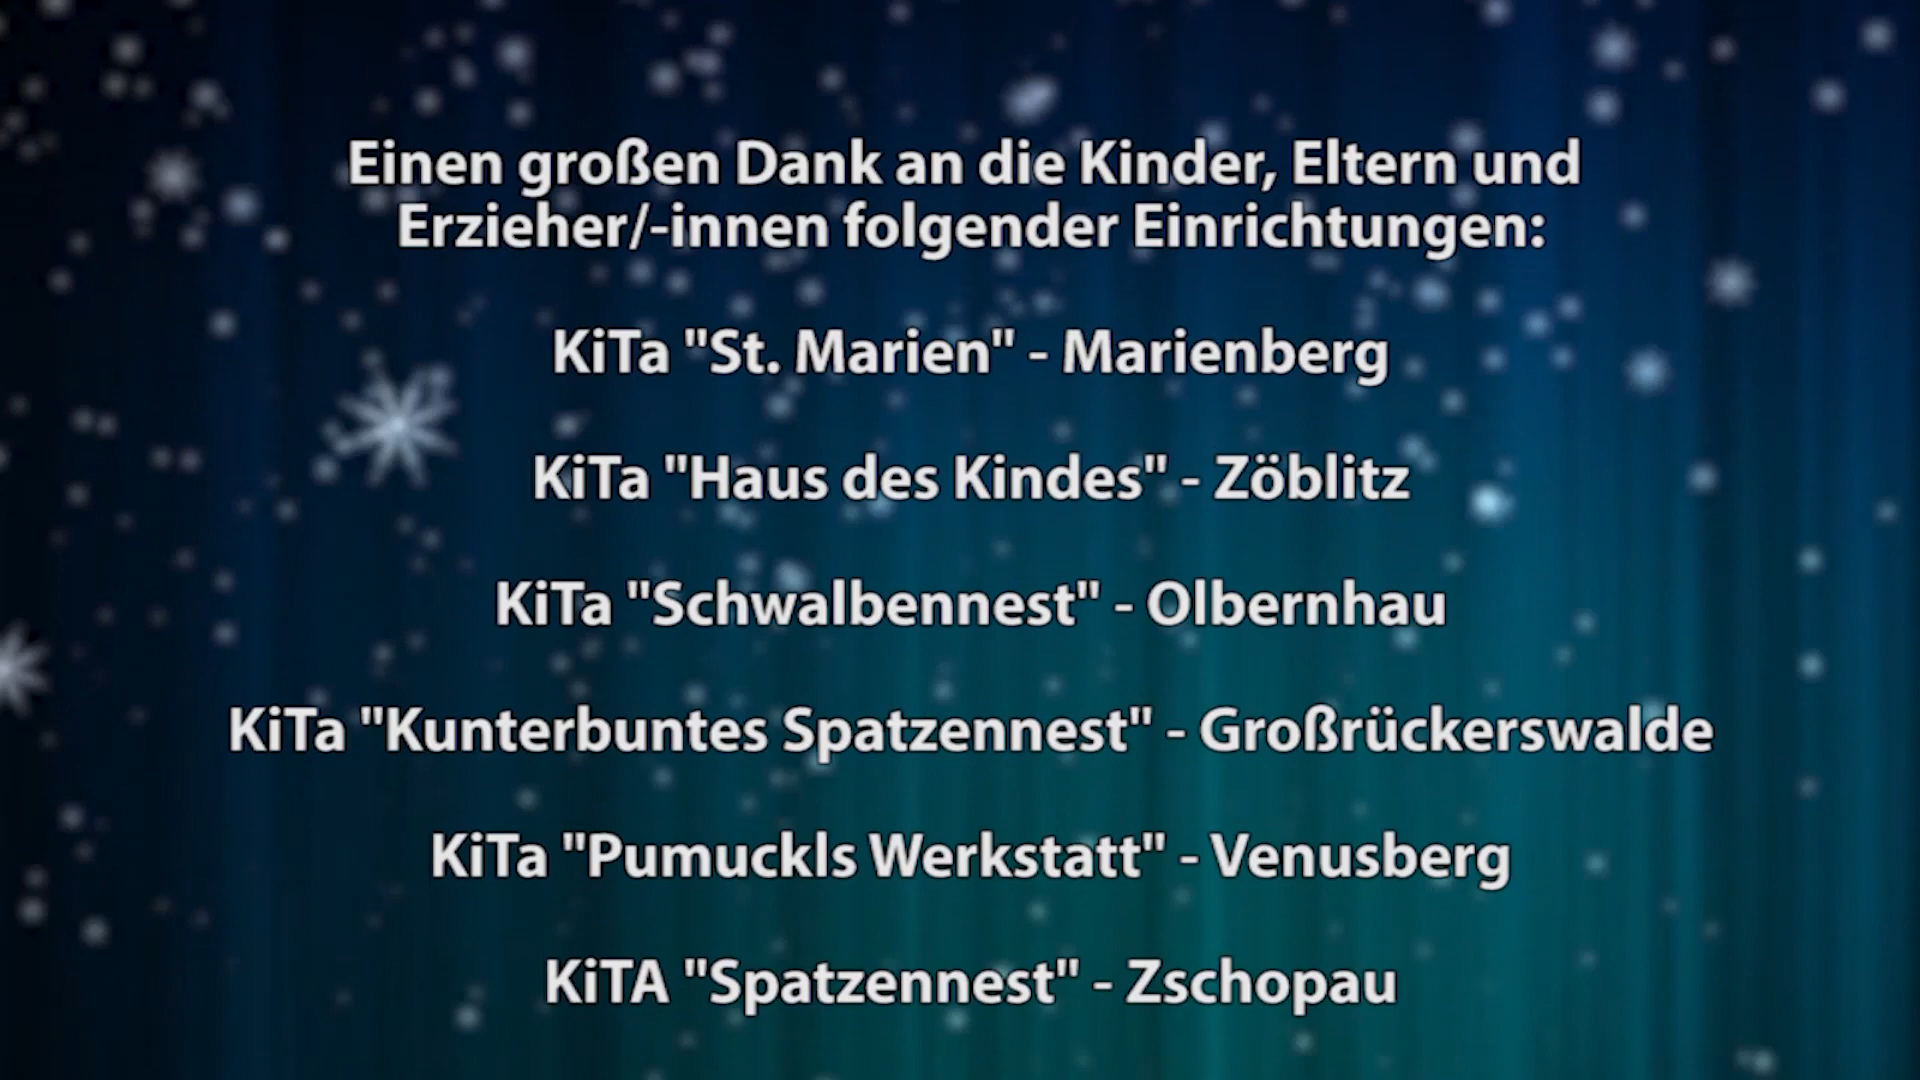 Einen großen Dank an die Kinder, Eltern und
Erzieher/-innen folgender Einrichtungen:
KiTa "St. Marien" - Marienberg
KiTa "Haus des Kindes" - Zöblitz
KiTa "Schwalbennest" - Olbernhau
KiTa "Kunterbuntes Spatzennest" - Großrückerswalde
KiTa "Pumuckls Werkstatt" - Venusberg
KiTA "Spatzennest" - Zschopau